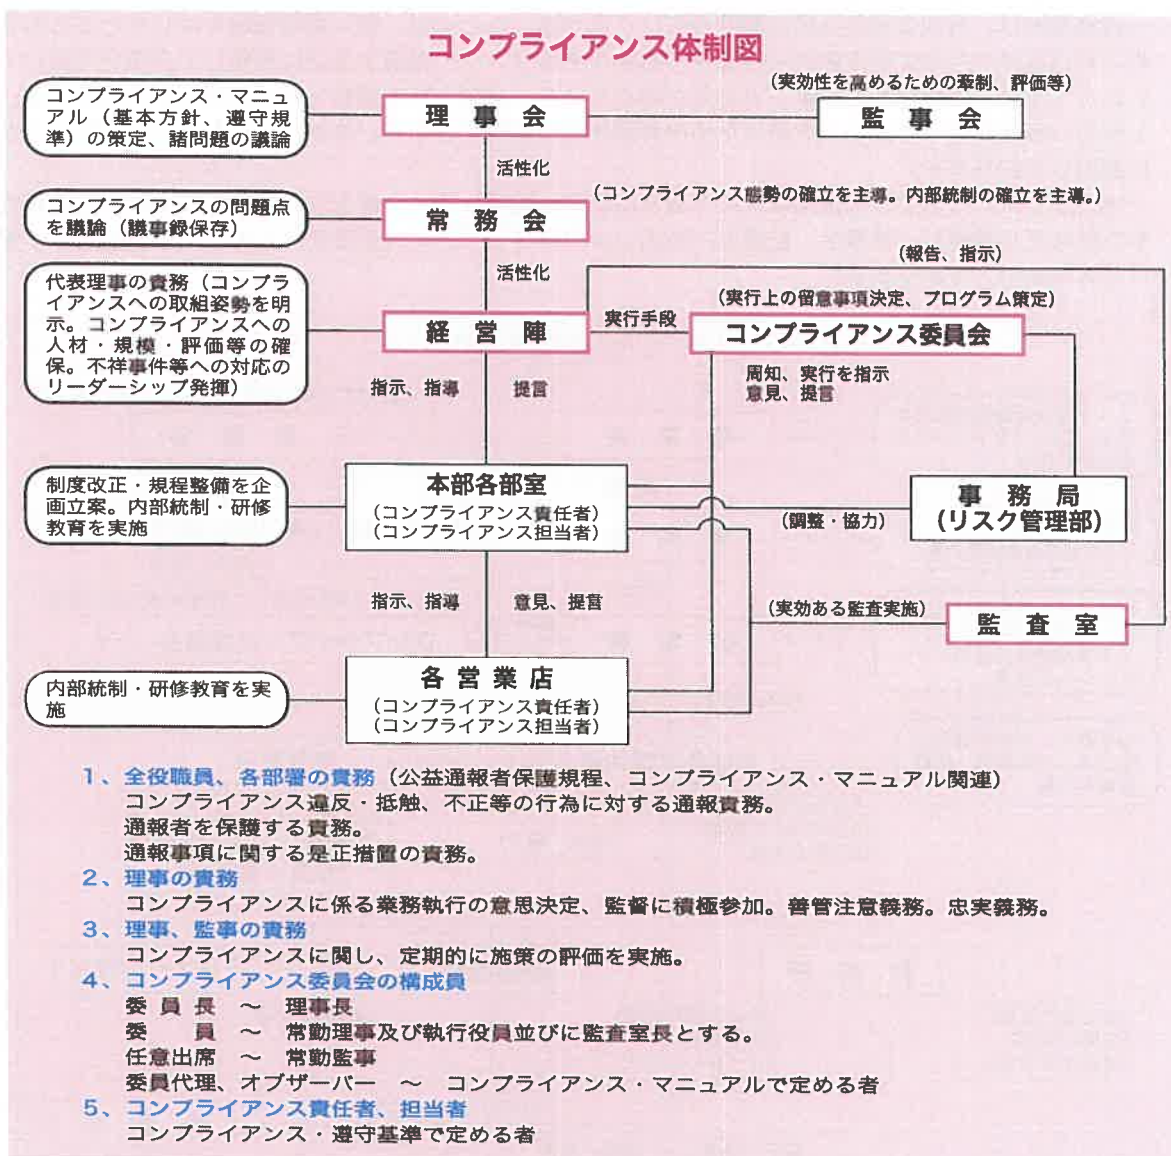 コンプライアンス体制図
コンプライアンス・マニュ
アル（基本方針、遵守規
準）の策定、諸問題の議論
理事会
（実効性を高めるための牽制、評価等）
監事会
活性化
コンプライアンスの問題点
を議論（議事録保存）
常務会
（コンプライアンス態勢の確立を主導。内部統制の確立を主導。）
活性化
（報告、指示）
代表理事の責務（コンプラ
イアンスへの取組姿勢を明
示。コンプライアンスへの
人材・規模・評価等の確
保。不祥事件等への対応の
リーダーシップ発揮）
経営陣
実行手段
（実行上の留意事項決定、プログラム策定）
コンプライアンス委員会
指示、指導
提言
周知、実行を指示
意見、提言
制度改正・規程整備を企
画立案。内部統制・研修
教育を実施
本部各部室
（コンプライアンス責任者）
（コンプライアンス担当者）
（調整・協力）
事務局
（リスク管理部）
指示、指導
意見、提言
（実効ある監査実施）
監査室
内部統制・研修教育を実
施
各営業店
（コンプライアンス責任者）
（コンプライアンス担当者）
1、全役職員、各部署の責務（公益通報者保護規程、コンプライアンス・マニュアル関連）
コンプライアンス違反・抵触、不正等の行為に対する通報責務。
通報者を保護する責務。
通報事項に関する是正措置の責務。
2、理事の責務
コンプライアンスに係る業務執行の意思決定、監督に積極参加。善管注意義務。忠実義務。
3、理事、監事の責務
コンプライアンスに関し、定期的に施策の評価を実施。
4、コンプライアンス委員会の構成員
委員長　～　理事長
委　員　～　常勤理事及び執行役員並びに監査室長とする。
任意出席　～　常勤監事
委員代理、オブザーバー　～　コンプライアンス・マニュアルで定める者
5、コンプライアンス責任者、担当者
コンプライアンス・遵守基準で定める者